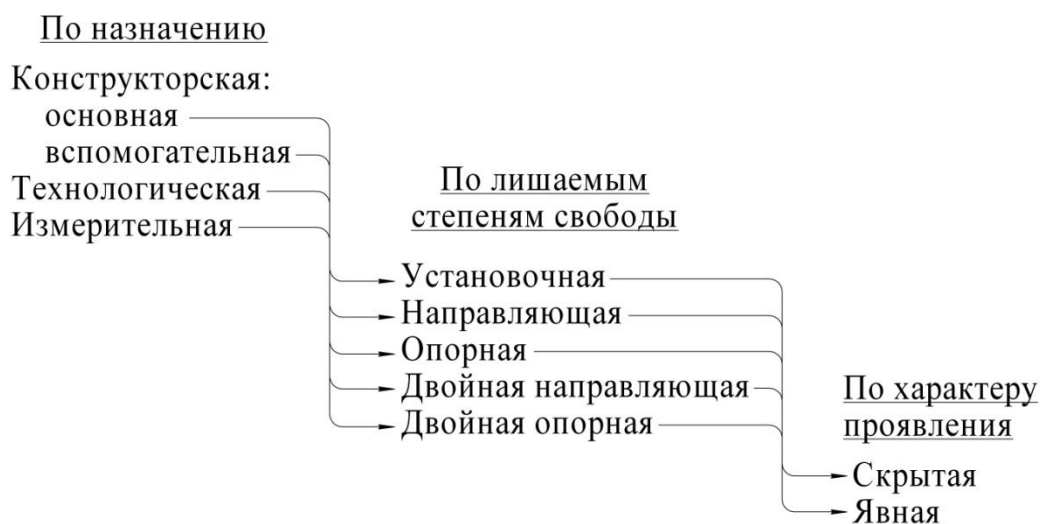 По назначению
Конструкторская:
основная
вспомогательная
Технологическая
Измерительная
По лишаемым
степеням свободы
Установочная
Направляющая
Опорная
Двойная направляющая
Двойная опорная
По характеру
проявления
Скрытая
Явная